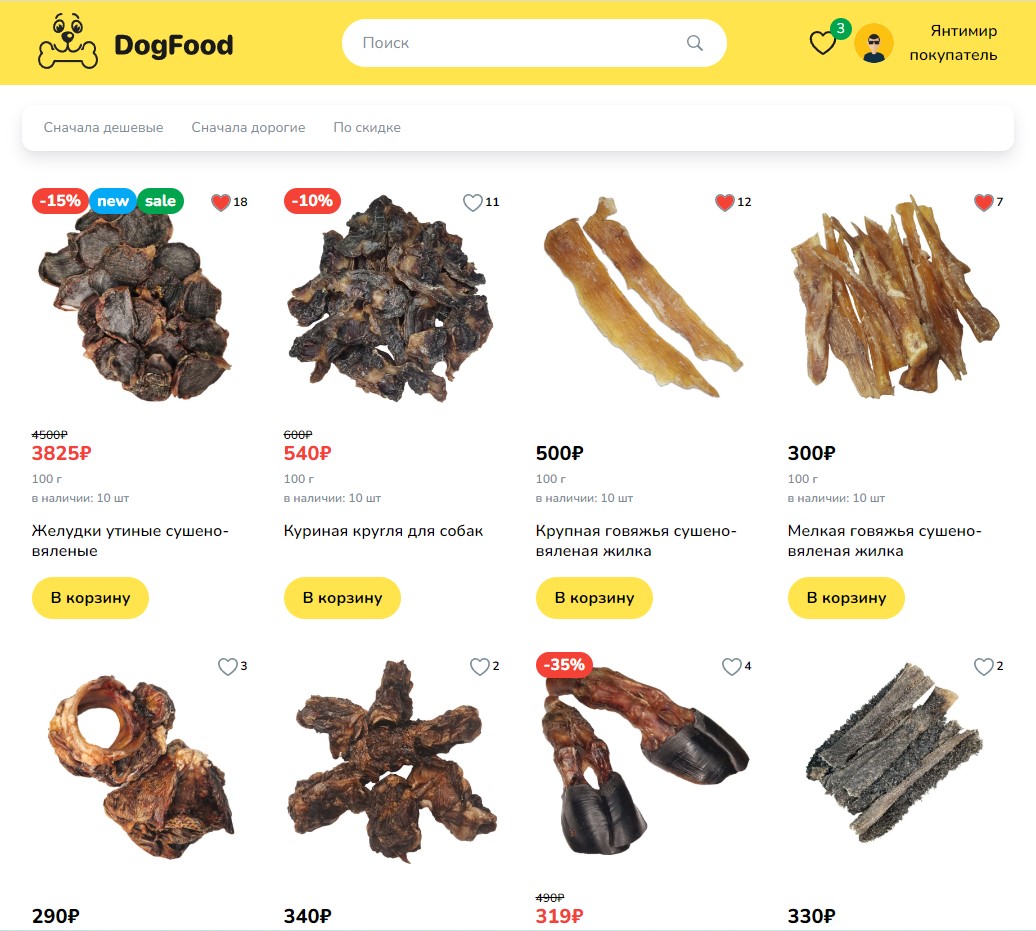 DogFood
Поиск
3
Янтимир
покупатель
Сначала дешевые Сначала дорогие По скидке
-15% new sale 18
4500₽
3825₽
100 г
в наличии: 10 шт
Желудки утиные сушено-
вяленые
В корзину
-10% 11
600₽
540₽
100 г
в наличии: 10 шт
Куриная кругля для собак
В корзину
12
500₽
100 г
в наличии: 10 шт
Крупная говяжья сушено-
вяленая жилка
В корзину
7
300₽
100 г
в наличии: 10 шт
Мелкая говяжья сушено-
вяленая жилка
В корзину
3
290₽
2
340₽
-35% 4
490₽
319₽
2
330₽